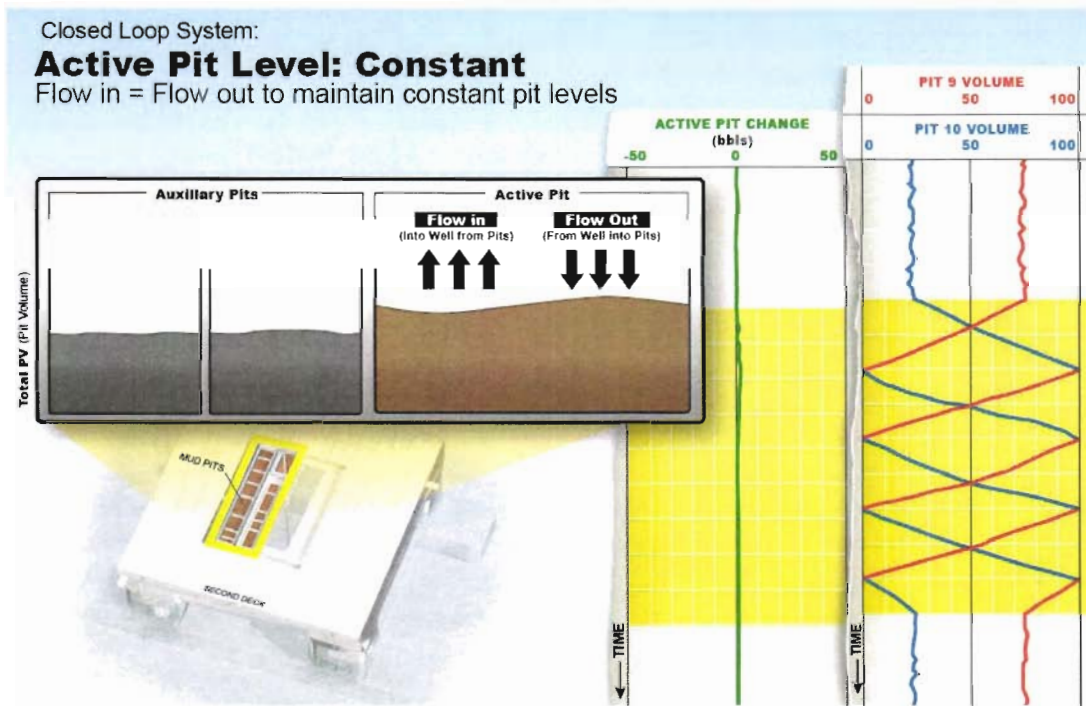 Closed Loop System:
Active Pit Level: Constant
Flow in = Flow out to maintain constant pit levels
Auxillary Pits
Active Pit
Flow in
(Into Well from Pits)
Flow Out
(From Well into Pits)
Total PV (Pit Volume)
MUD PITS
SECOND DECK
ACTIVE PIT CHANGE
(bbls)
-50 0 50
TIME
PIT 9 VOLUME
0 50 100
PIT 10 VOLUME
0 50 100
TIME